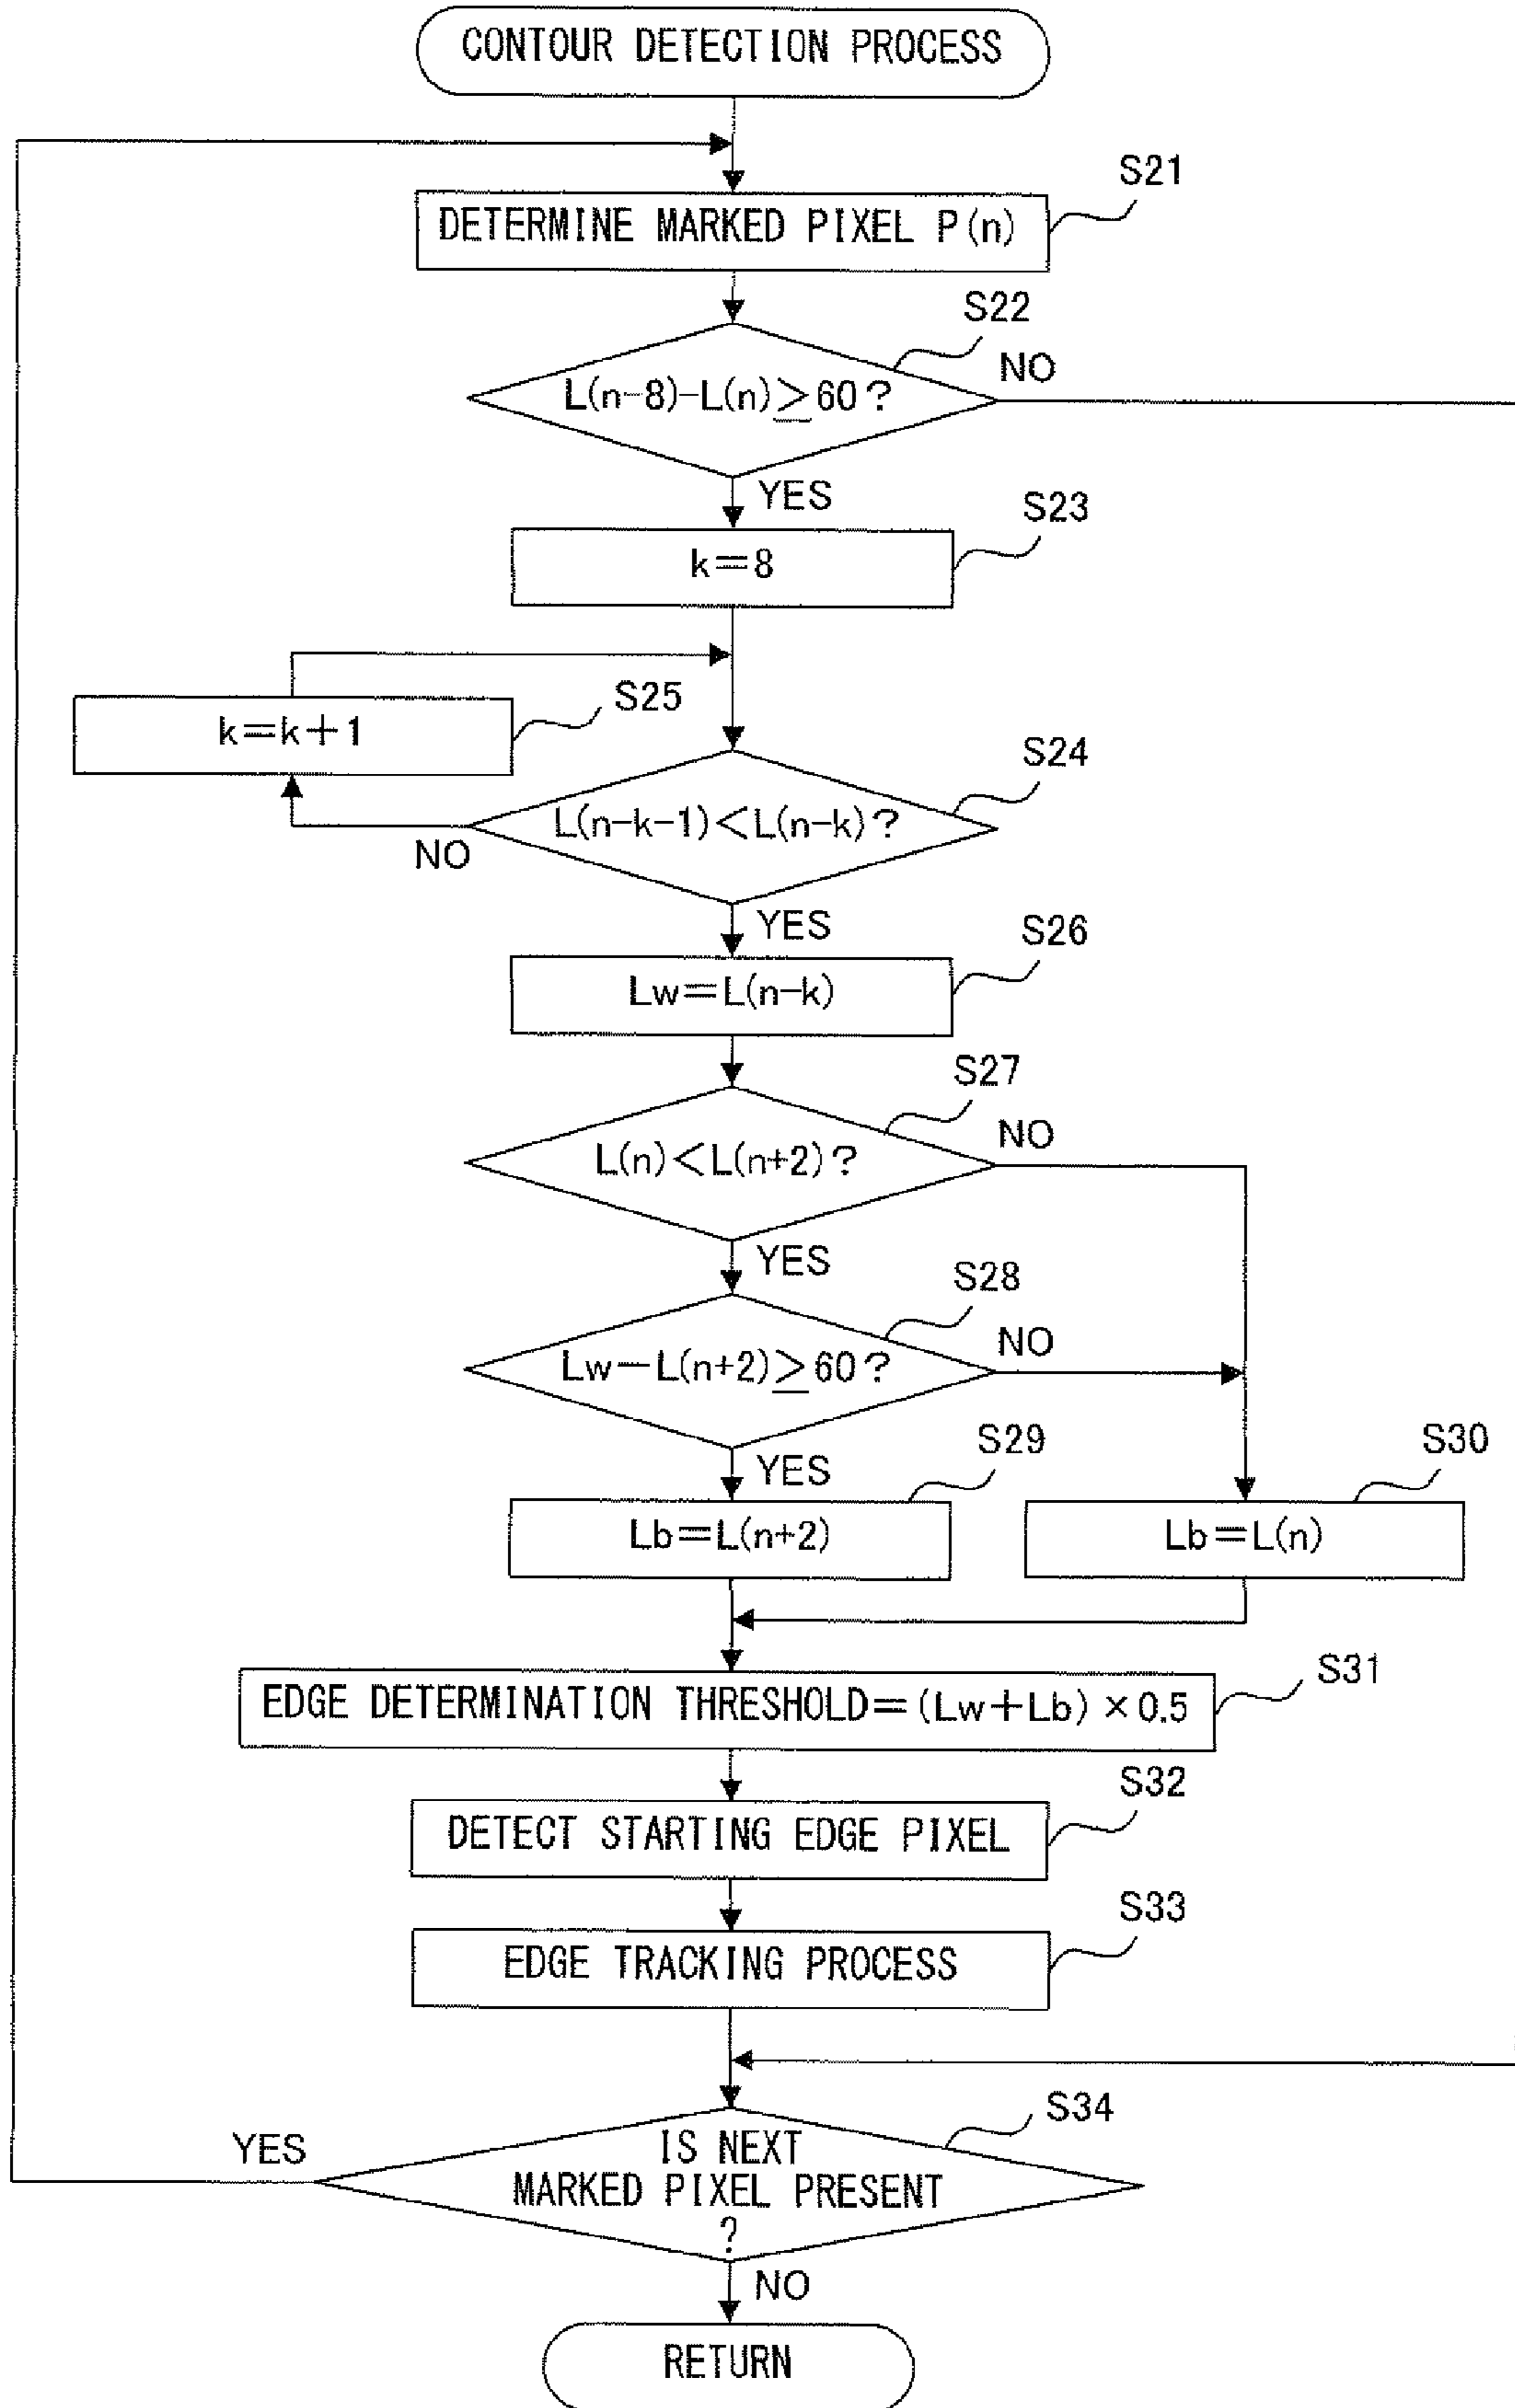 CONTOUR DETECTION PROCESS
S21
DETERMINE MARKED PIXEL P(n)
S22
L(n-8)-L(n)≧60?
NO
YES
S23
k=8
S25
k=k+1
S24
L(n-k-1)<L(n-k)?
NO
YES
S26
Lw=L(n-k)
S27
L(n)<L(n+2)?
NO
YES
S28
Lw-L(n+2)≧60?
NO
YES
S29
Lb=L(n+2)
S30
Lb=L(n)
S31
EDGE DETERMINATION THRESHOLD=(Lw+Lb)×0.5
S32
DETECT STARTING EDGE PIXEL
S33
EDGE TRACKING PROCESS
S34
YES
IS NEXT
MARKED PIXEL PRESENT
?
NO
RETURN